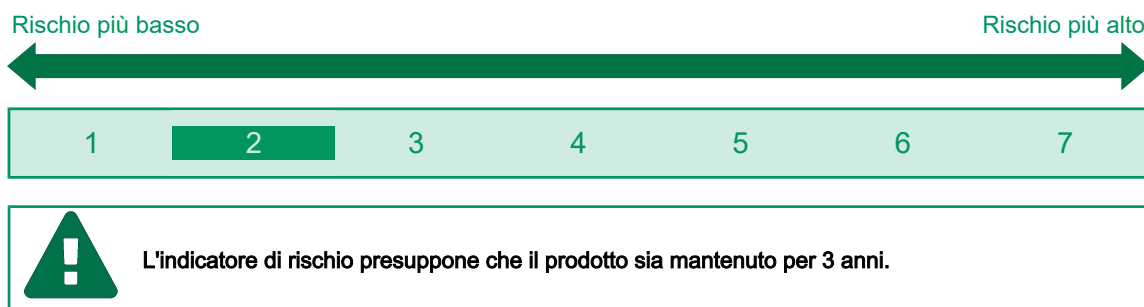 Rischio più basso Rischio più alto
1 2 3 4 5 6 7
L'indicatore di rischio presuppone che il prodotto sia mantenuto per 3 anni.